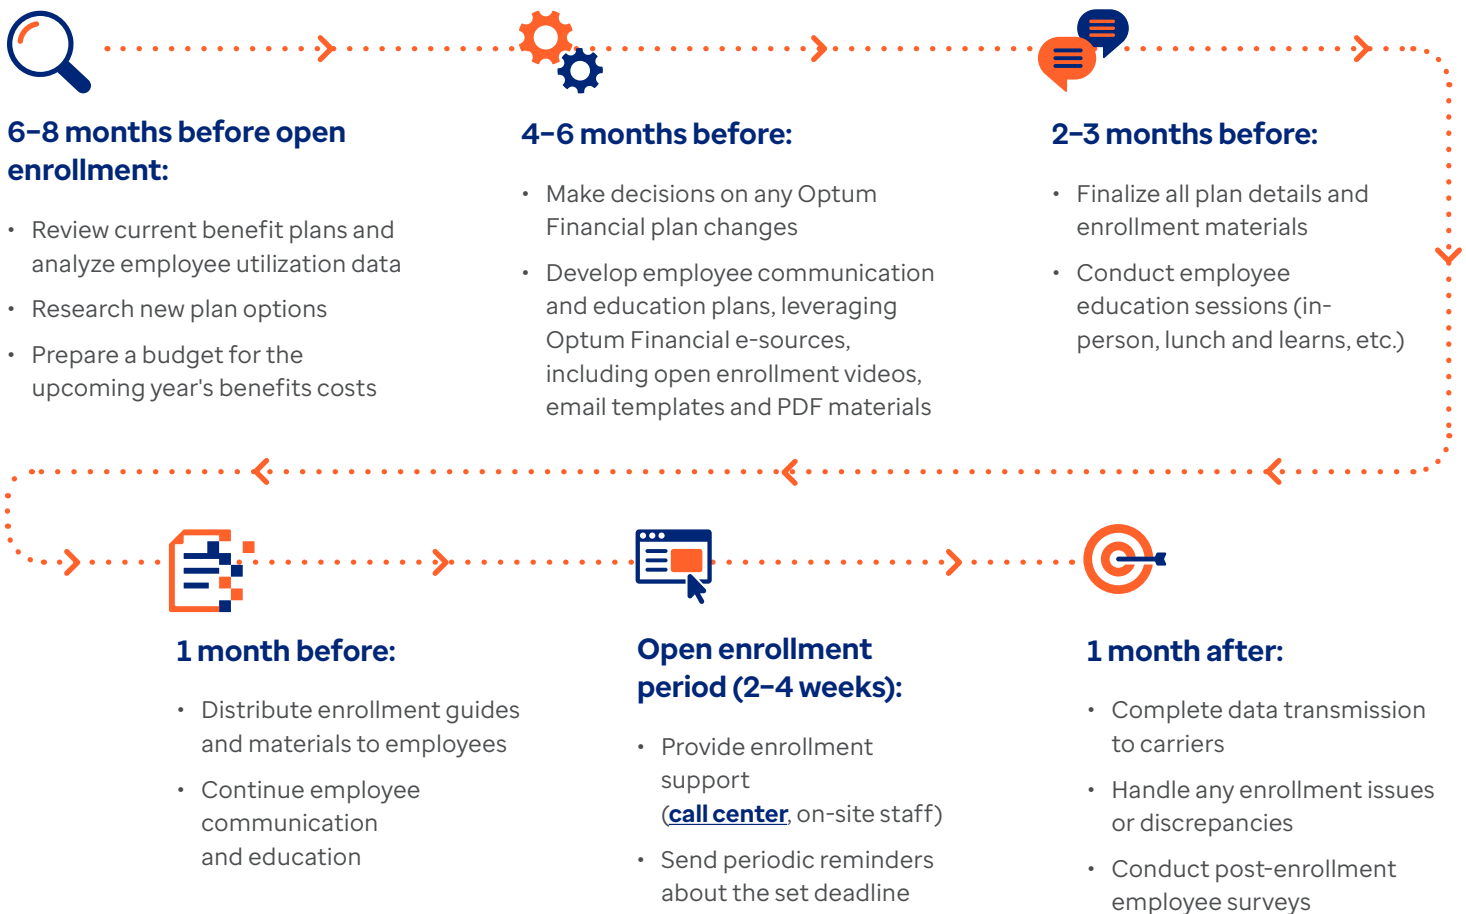 6–8 months before open
enrollment:
• Review current benefit plans and
analyze employee utilization data
• Research new plan options
• Prepare a budget for the
upcoming year's benefits costs
4–6 months before:
• Make decisions on any Optum
Financial plan changes
• Develop employee communication
and education plans, leveraging
Optum Financial e-sources,
including open enrollment videos,
email templates and PDF materials
2–3 months before:
• Finalize all plan details and
enrollment materials
• Conduct employee
education sessions (in-
person, lunch and learns, etc.)
1 month before:
• Distribute enrollment guides
and materials to employees
• Continue employee
communication
and education
Open enrollment
period (2–4 weeks):
• Provide enrollment
support
(call center, on-site staff)
• Send periodic reminders
about the set deadline
1 month after:
• Complete data transmission
to carriers
• Handle any enrollment issues
or discrepancies
• Conduct post-enrollment
employee surveys